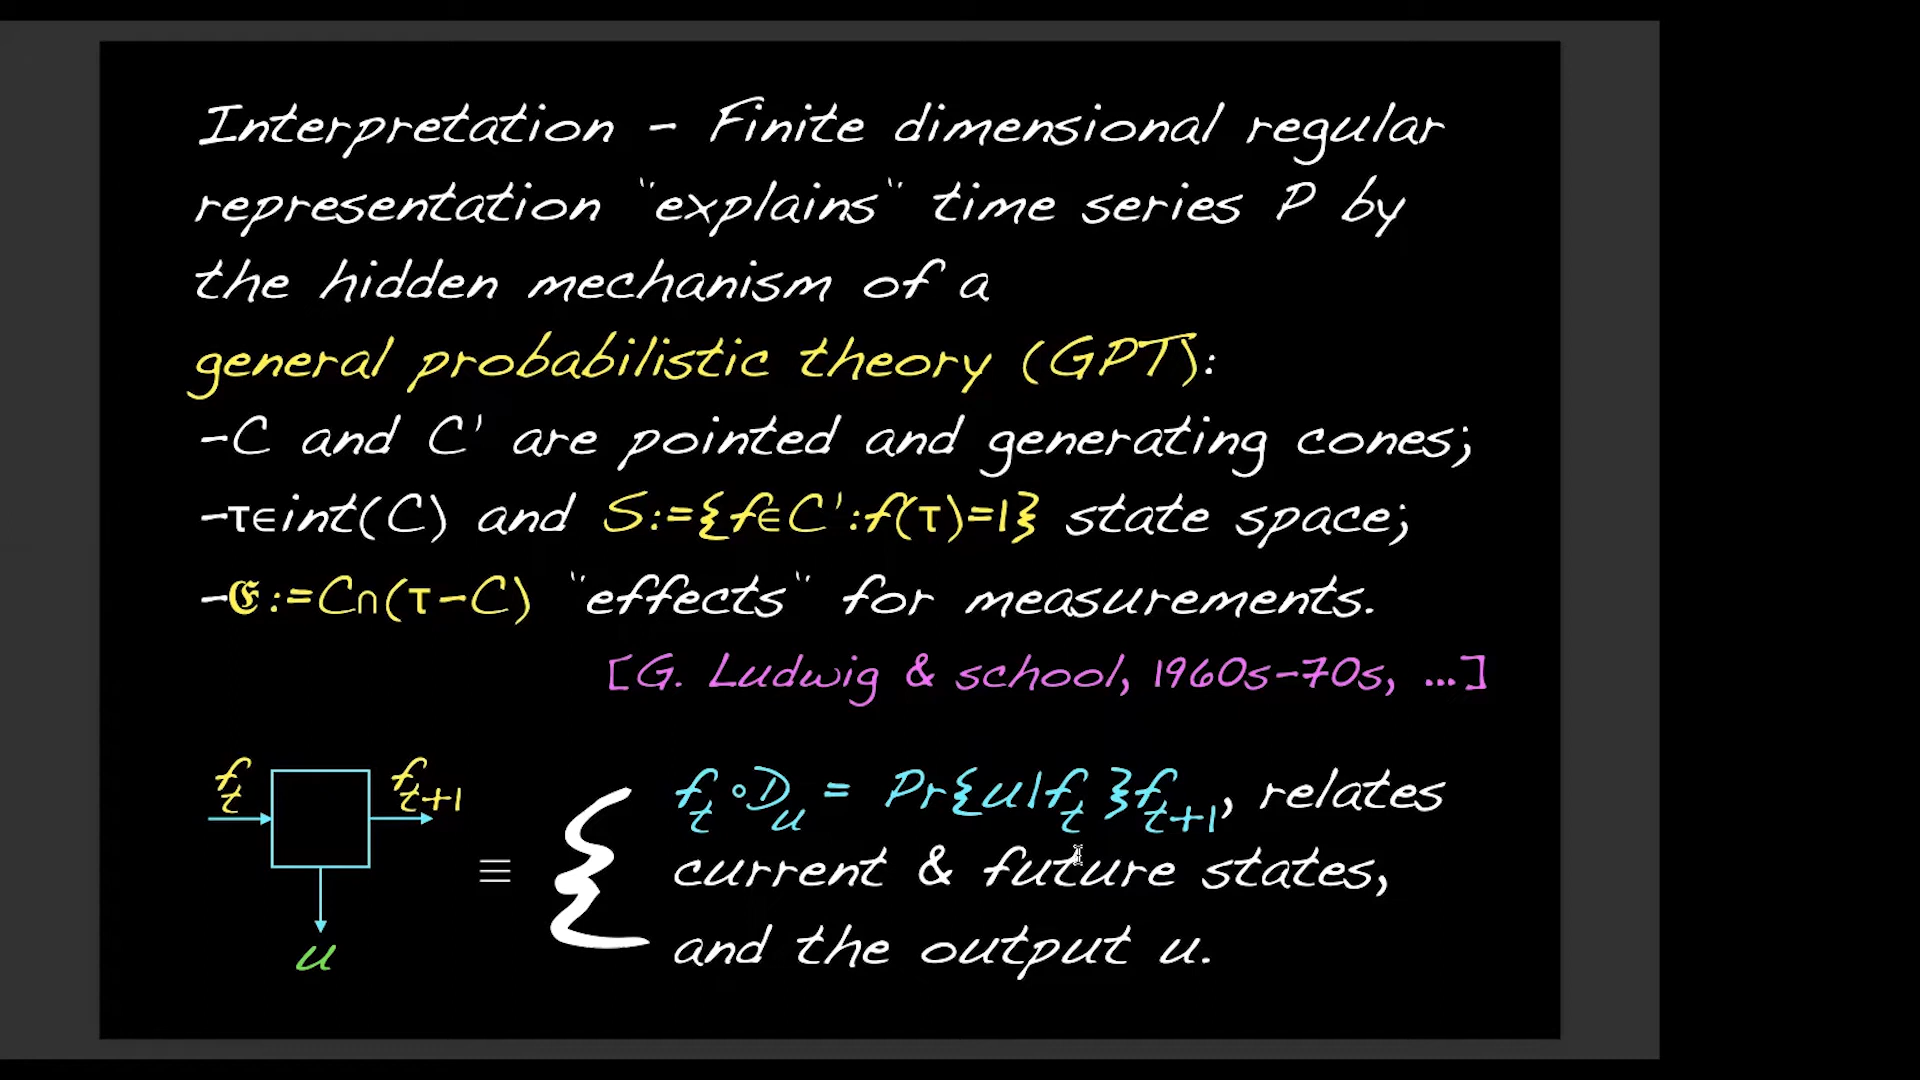 Interpretation - Finite dimensional regular
representation "explains" time series P by
the hidden mechanism of a
general probabilistic theory (GPT):
-C and C' are pointed and generating cones;
-τ∈int(C) and S:={f∈C':f(τ)=1} state space;
-𝕰:=C∩(τ-C) "effects" for measurements.
[G. Ludwig & school, 1960s-70s, ...]
f_t f_{t+1} ≡ { f_t∘D_u = Pr{u|f_t}f_{t+1}, relates
current & future states,
u and the output u.